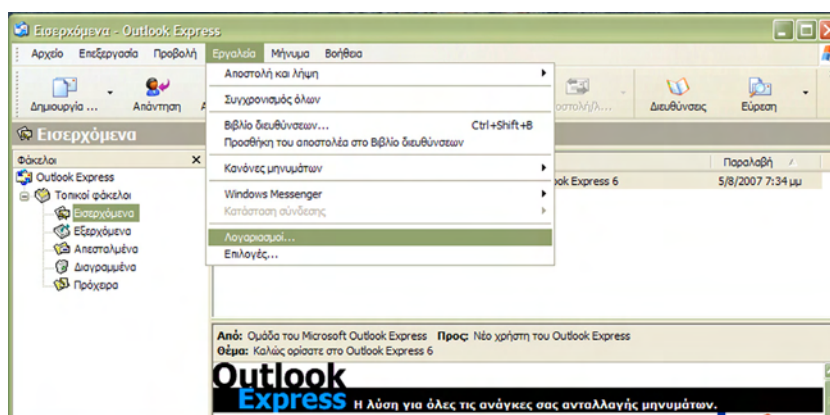 Εισερχόμενα - Outlook Express
Αρχείο Επεξεργασία Προβολή Εργαλεία Μήνυμα Βοήθεια
Δημιουργία ... Απάντηση Διευθύνσεις Εύρεση
Εισερχόμενα
Φάκελοι
Outlook Express
Τοπικοί φάκελοι
Εισερχόμενα
Εξερχόμενα
Απεσταλμένα
Διαγραμμένα
Πρόχειρα
Αποστολή και λήψη
Συγχρονισμός όλων
Βιβλίο διευθύνσεων... Ctrl+Shift+B
Προσθήκη του αποστολέα στο Βιβλίο διευθύνσεων
Κανόνες μηνυμάτων
Windows Messenger
Κατάσταση σύνδεσης
Λογαριασμοί...
Επιλογές...
Παραλαβή
Express 6 5/8/2007 7:34 μμ
Από: Ομάδα του Microsoft Outlook Express Προς: Νέο χρήστη του Outlook Express
Θέμα: Καλώς ορίσατε στο Outlook Express 6
Outlook
Express Η λύση για όλες τις ανάγκες σας ανταλλαγής μηνυμάτων.